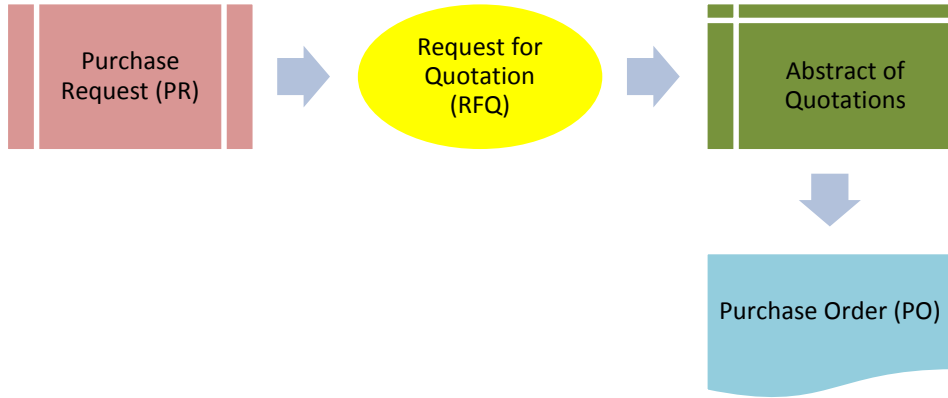 Purchase
Request (PR)
Request for
Quotation
(RFQ)
Abstract of
Quotations
Purchase Order (PO)